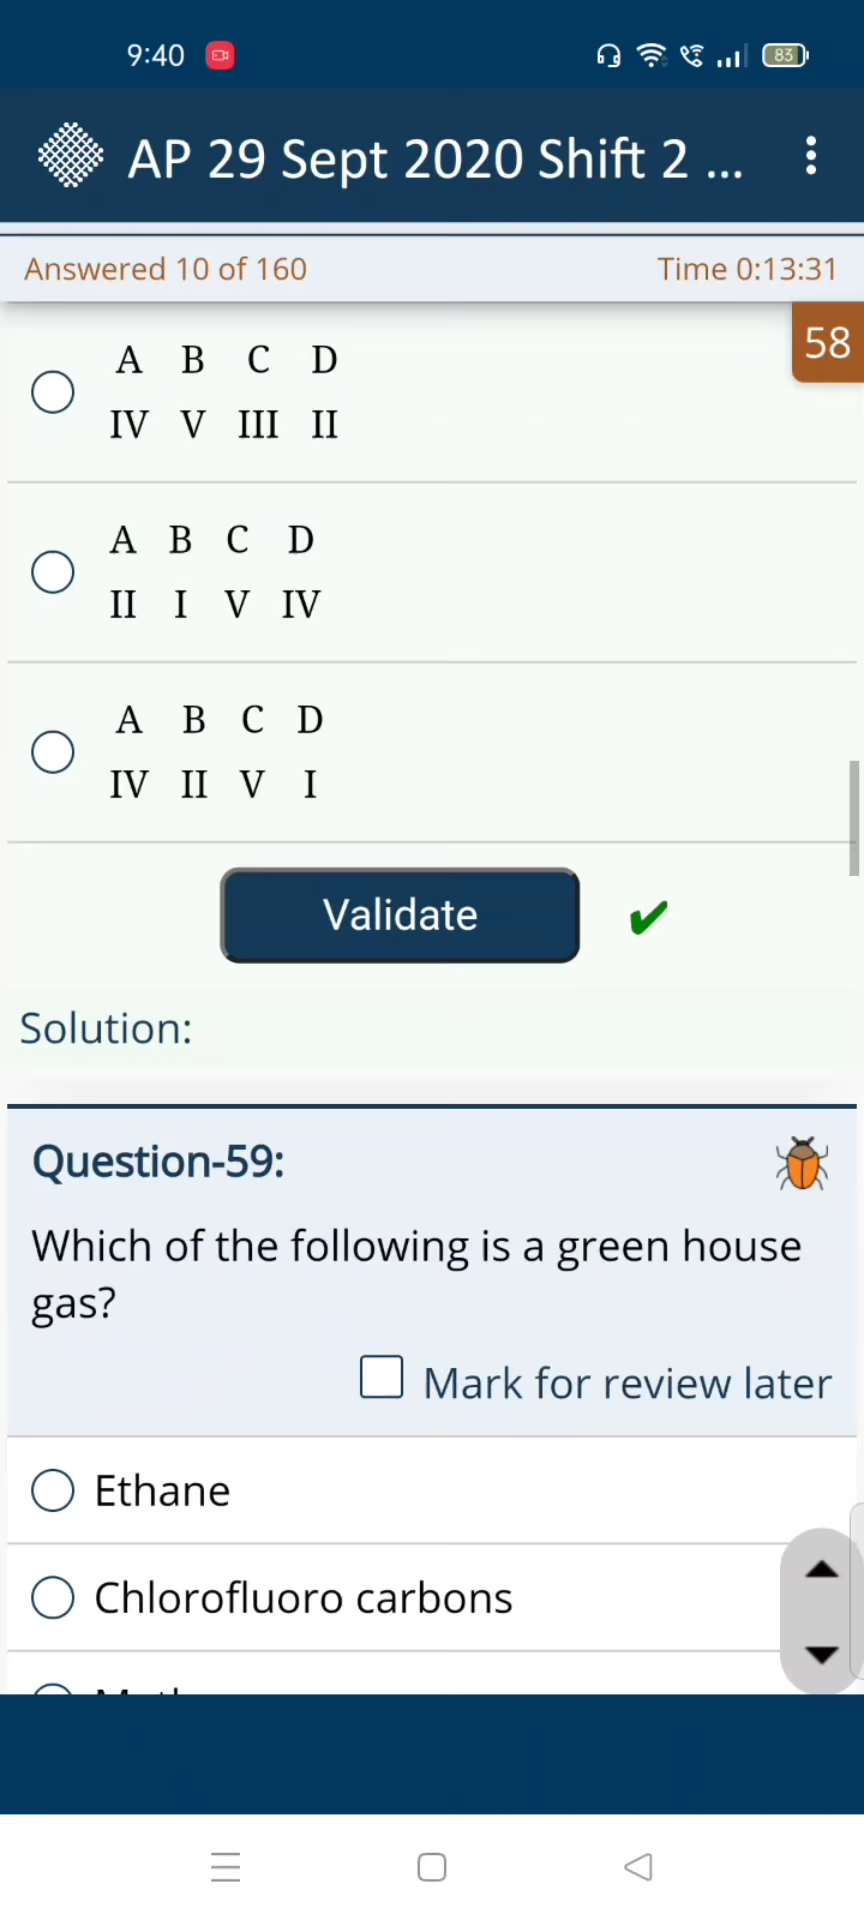 9:40
83
AP 29 Sept 2020 Shift 2 ...
Answered 10 of 160 Time 0:13:31
58
A B C D
IV V III II
A B C D
II I V IV
A B C D
IV II V I
Validate ✔
Solution:
Question-59:
Which of the following is a green house
gas?
Mark for review later
Ethane
Chlorofluoro carbons